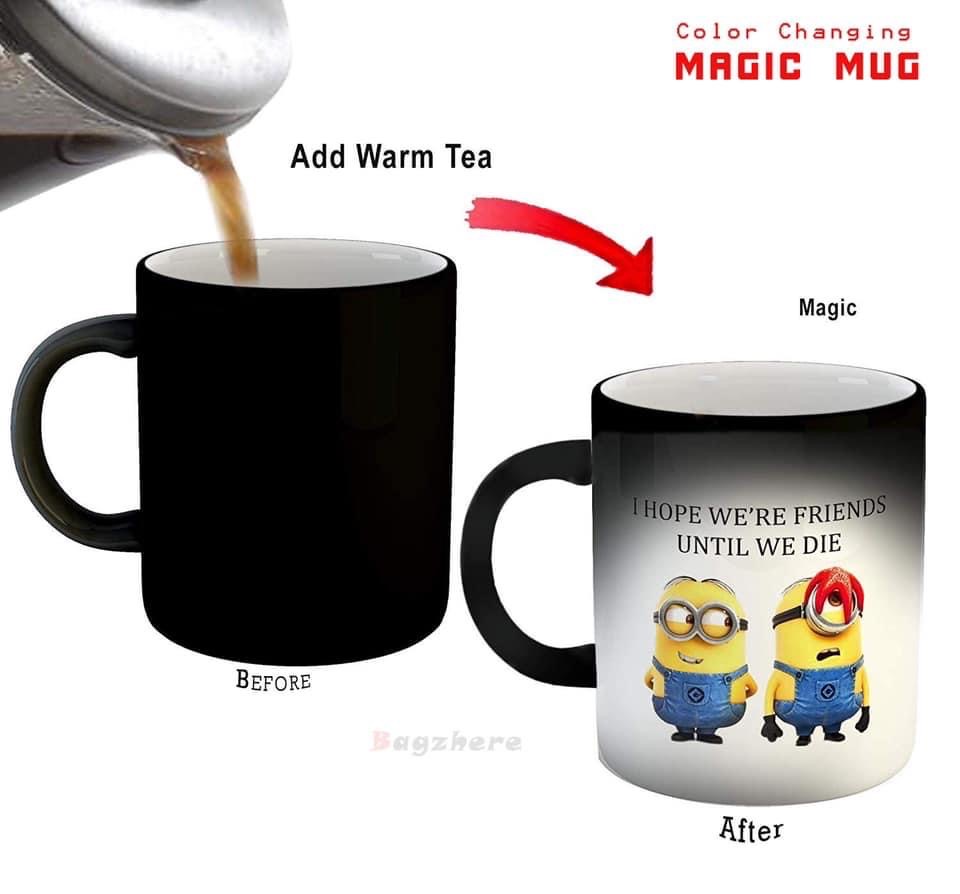 Color Changing
MAGIC MUG
Add Warm Tea
Magic
I HOPE WE'RE FRIENDS
UNTIL WE DIE
BEFORE
Bagzhere
After